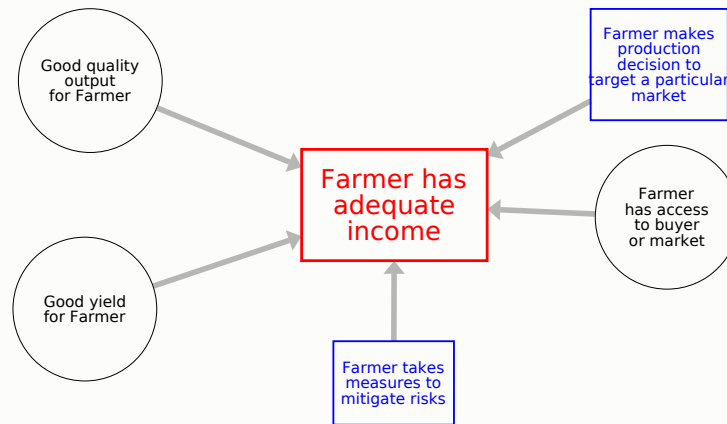 Good quality
output
for Farmer
Farmer makes
production
decision to
target a particular
market
Farmer has
adequate
income
Farmer
has access
to buyer
or market
Good yield
for Farmer
Farmer takes
measures to
mitigate risks